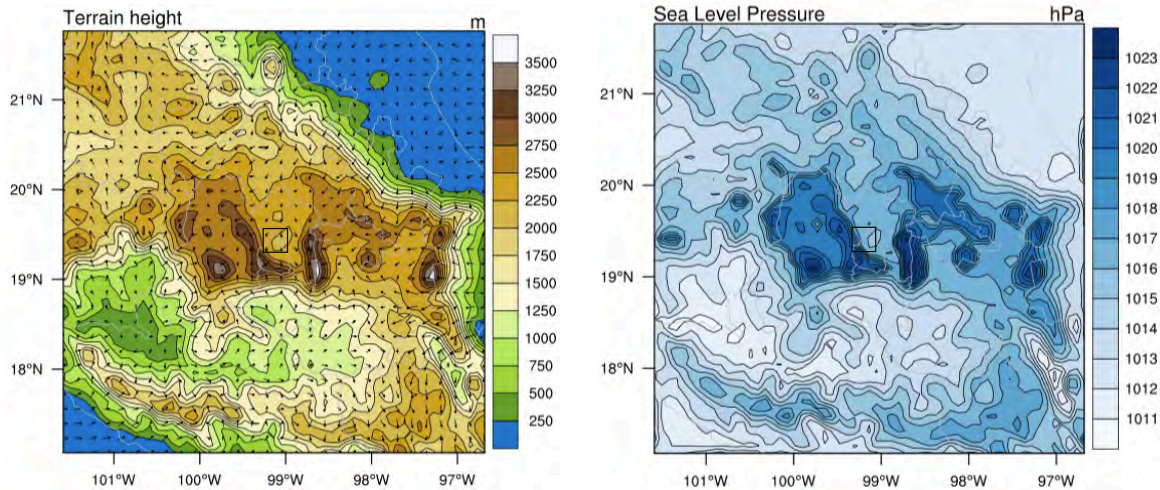 Terrain height
m
21°N
20°N
19°N
18°N
101°W
100°W
99°W
98°W
97°W
3500
3250
3000
2750
2500
2250
2000
1750
1500
1250
1000
750
500
250
Sea Level Pressure
hPa
21°N
20°N
19°N
18°N
101°W
100°W
99°W
98°W
97°W
1023
1022
1021
1020
1019
1018
1017
1016
1015
1014
1013
1012
1011